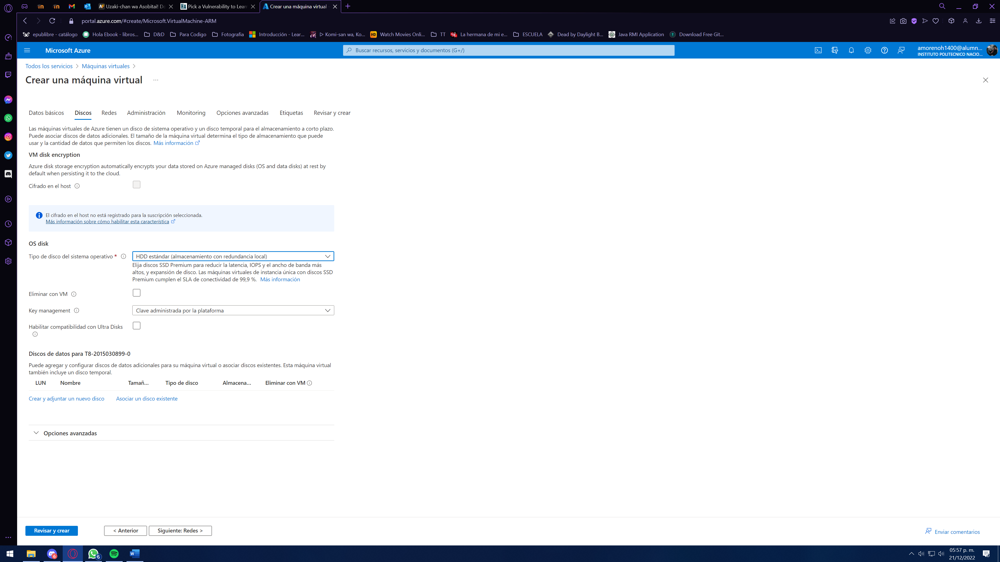 Uzaki-chan wa Asobitai! Do
Pick a Vulnerability to Lear
Crear una máquina virtual
portal.azure.com/#create/Microsoft.VirtualMachine-ARM
epublibre - catálogo
Hola Ebook - libros...
D&D
Para Codigo
Fotografia
Introducción - Lear...
Komi-san wa, Ko...
Watch Movies Onli...
TT
La hermana de mi e...
ESCUELA
Dead by Daylight B...
Java RMI Application
Download Free Git...
Microsoft Azure
Buscar recursos, servicios y documentos (G+/)
amorenoh1400@alumn...
INSTITUTO POLITECNICO NACIO...
Todos los servicios > Máquinas virtuales >
Crear una máquina virtual ...
Datos básicos Discos Redes Administración Monitoring Opciones avanzadas Etiquetas Revisar y crear
Las máquinas virtuales de Azure tienen un disco de sistema operativo y un disco temporal para el almacenamiento a corto plazo.
Puede asociar discos de datos adicionales. El tamaño de la máquina virtual determina el tipo de almacenamiento que puede
usar y la cantidad de datos que permiten los discos. Más información
VM disk encryption
Azure disk storage encryption automatically encrypts your data stored on Azure managed disks (OS and data disks) at rest by
default when persisting it to the cloud.
Cifrado en el host
El cifrado en el host no está registrado para la suscripción seleccionada.
Más información sobre cómo habilitar esta característica
OS disk
Tipo de disco del sistema operativo * HDD estándar (almacenamiento con redundancia local)
Elija discos SSD Premium para reducir la latencia, IOPS y el ancho de banda más
altos, y expansión de disco. Las máquinas virtuales de instancia única con discos SSD
Premium cumplen el SLA de conectividad de 99,9 %. Más información
Eliminar con VM
Key management Clave administrada por la plataforma
Habilitar compatibilidad con Ultra Disks
Discos de datos para T8-2015030899-0
Puede agregar y configurar discos de datos adicionales para su máquina virtual o asociar discos existentes. Esta máquina virtual
también incluye un disco temporal.
LUN Nombre Tamañ... Tipo de disco Almacena... Eliminar con VM
Crear y adjuntar un nuevo disco Asociar un disco existente
Opciones avanzadas
Revisar y crear < Anterior Siguiente: Redes > Enviar comentarios
6
6
05:57 p. m.
21/12/2022